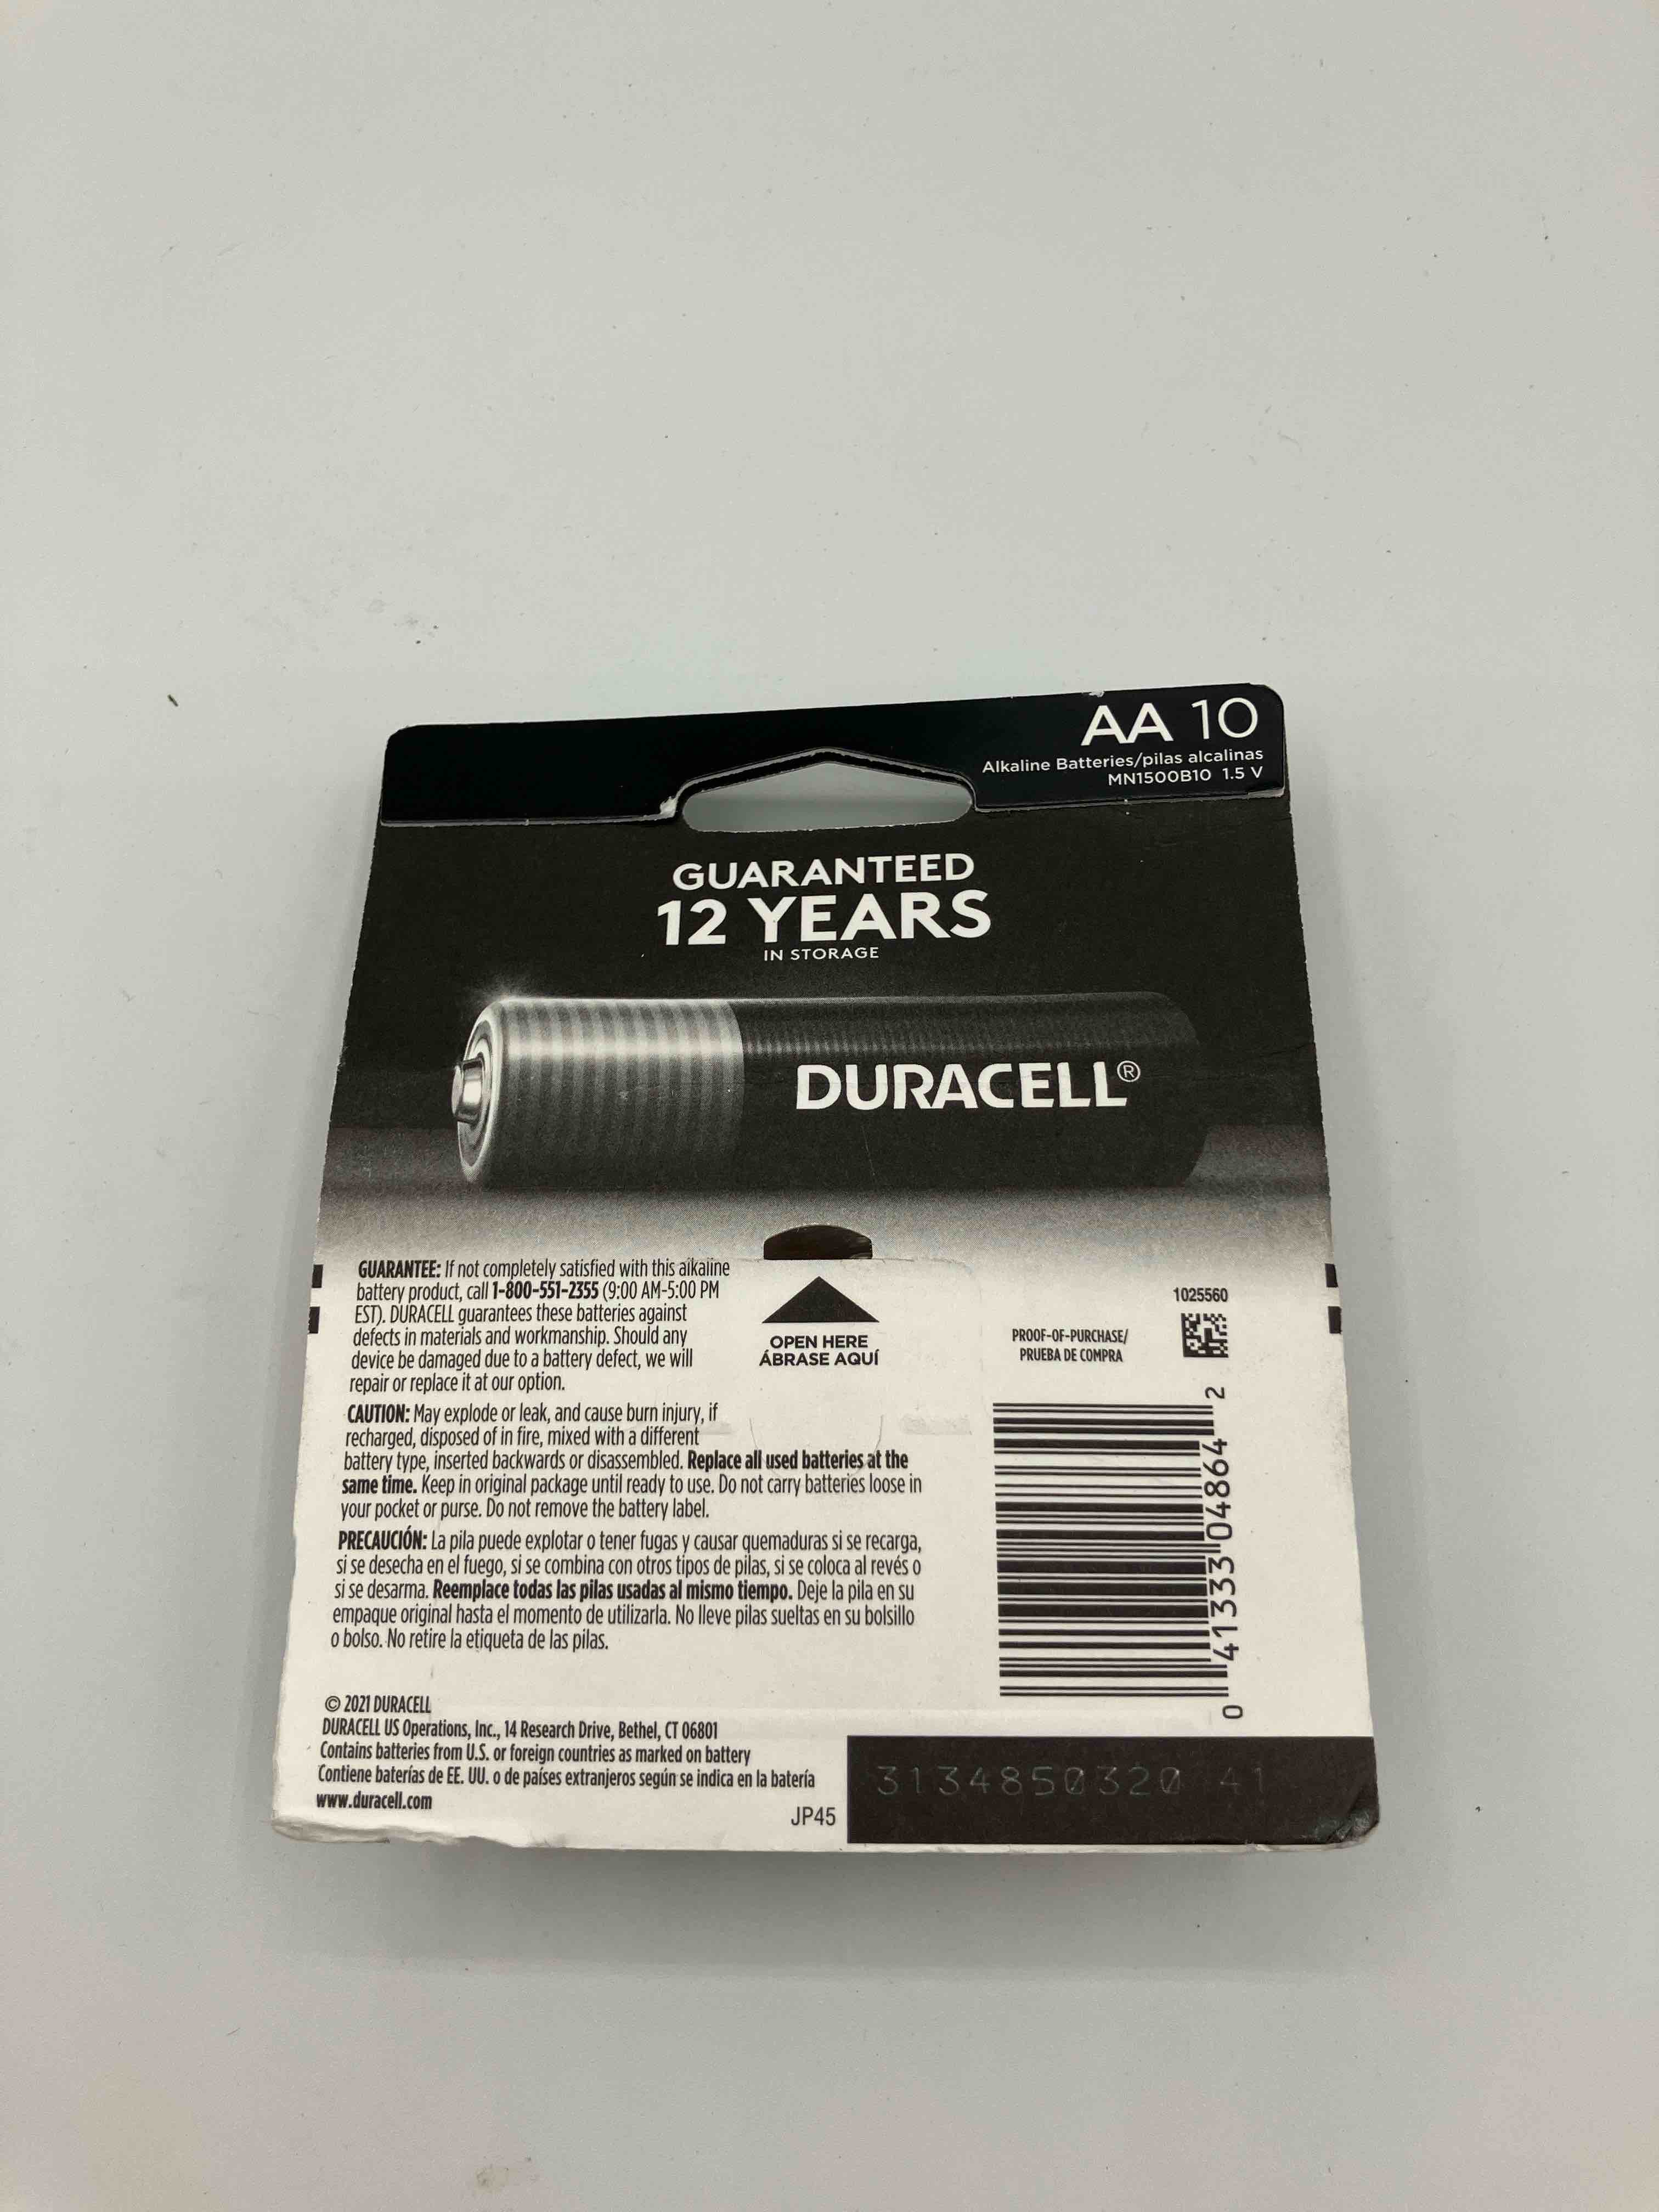 AA 10
Alkaline Batteries/pilas alcalinas
MN1500B10 1.5 V
GUARANTEED
12 YEARS
IN STORAGE
DURACELL®
GUARANTEE: If not completely satisfied with this alkaline
battery product, call 1-800-551-2355 (9:00 AM-5:00 PM
EST). DURACELL guarantees these batteries against
defects in materials and workmanship. Should any
device be damaged due to a battery defect, we will
repair or replace it at our option.
CAUTION: May explode or leak, and cause burn injury, if
recharged, disposed of in fire, mixed with a different
battery type, inserted backwards or disassembled. Replace all used batteries at the
same time. Keep in original package until ready to use. Do not carry batteries loose in
your pocket or purse. Do not remove the battery label.
PRECAUCIÓN: La pila puede explotar o tener fugas y causar quemaduras si se recarga,
si se desecha en el fuego, si se combina con otros tipos de pilas, si se coloca al revés o
si se desarma. Reemplace todas las pilas usadas al mismo tiempo. Deje la pila en su
empaque original hasta el momento de utilizarla. No lleve pilas sueltas en su bolsillo
o bolso. No retire la etiqueta de las pilas.
OPEN HERE
ÁBRASE AQUÍ
1025560
PROOF-OF-PURCHASE/
PRUEBA DE COMPRA
0 41333 04864 2
© 2021 DURACELL
DURACELL US Operations, Inc., 14 Research Drive, Bethel, CT 06801
Contains batteries from U.S. or foreign countries as marked on battery
Contiene baterías de EE. UU. o de países extranjeros según se indica en la batería
www.duracell.com
JP45
3134850320 41